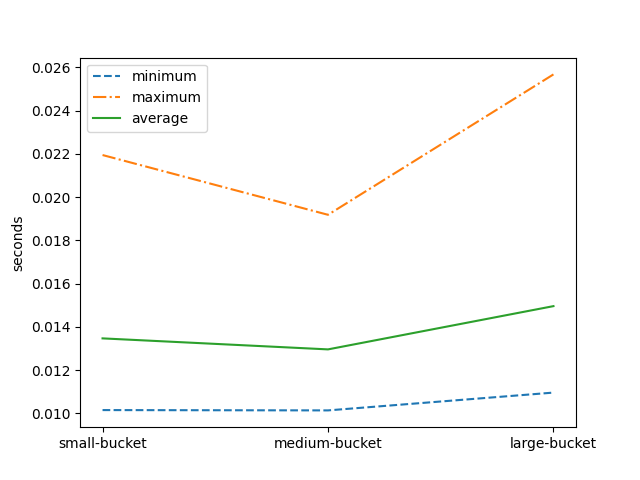 0.026
0.024
0.022
0.020
0.018
0.016
0.014
0.012
0.010
seconds
minimum
maximum
average
small-bucket
medium-bucket
large-bucket